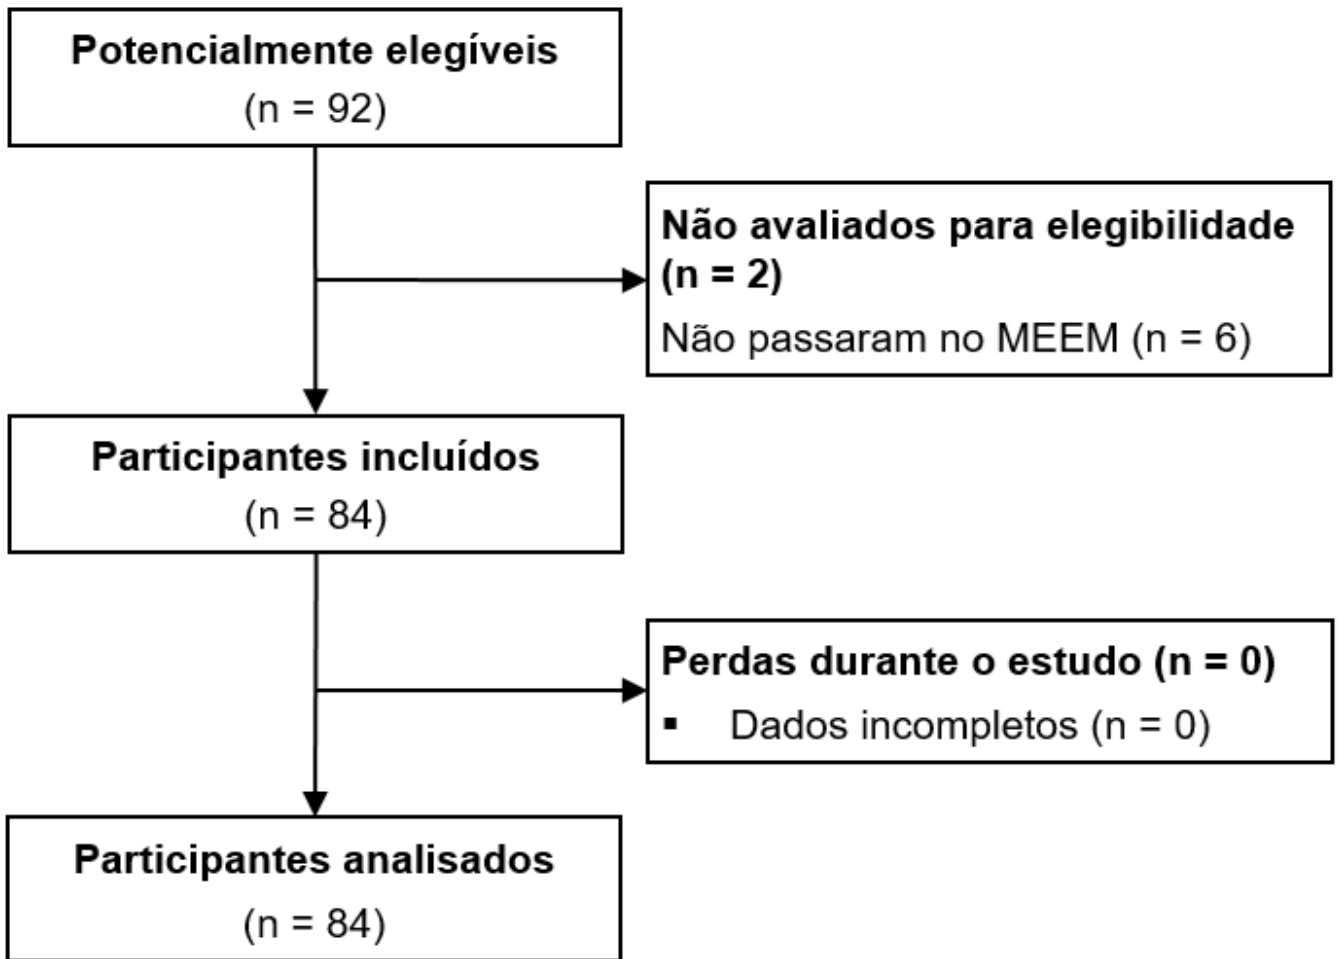 Potencialmente elegíveis
(n = 92)
Não avaliados para elegibilidade
(n = 2)
Não passaram no MEEM (n = 6)
Participantes incluídos
(n = 84)
Perdas durante o estudo (n = 0)
▪ Dados incompletos (n = 0)
Participantes analisados
(n = 84)